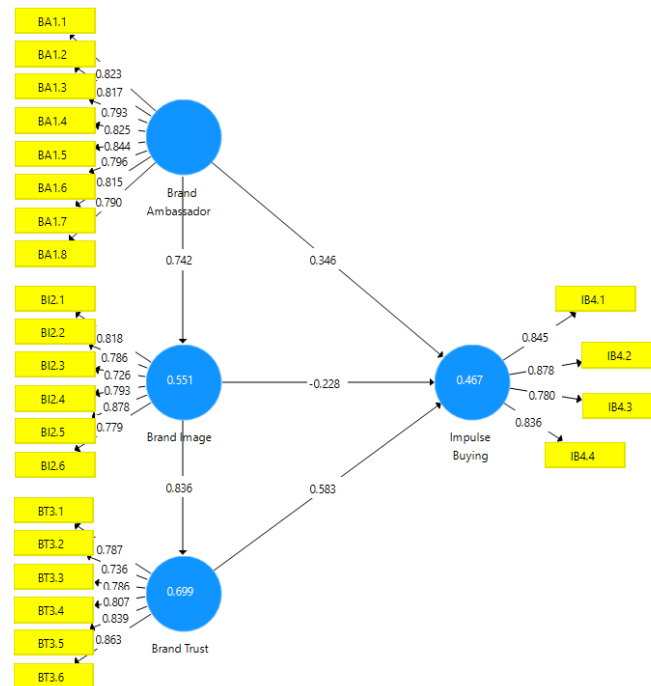 BA1.1
BA1.2
BA1.3
BA1.4
BA1.5
BA1.6
BA1.7
BA1.8
0.823
0.817
0.793
0.825
0.844
0.796
0.815
0.790
Brand
Ambassador
0.742
0.346
BI2.1
BI2.2
BI2.3
BI2.4
BI2.5
BI2.6
0.818
0.786
0.726
0.793
0.878
0.779
0.551
Brand Image
-0.228
0.467
Impulse
Buying
0.845
0.878
0.780
0.836
IB4.1
IB4.2
IB4.3
IB4.4
0.836
0.583
BT3.1
BT3.2
BT3.3
BT3.4
BT3.5
BT3.6
0.787
0.736
0.786
0.807
0.839
0.863
0.699
Brand Trust